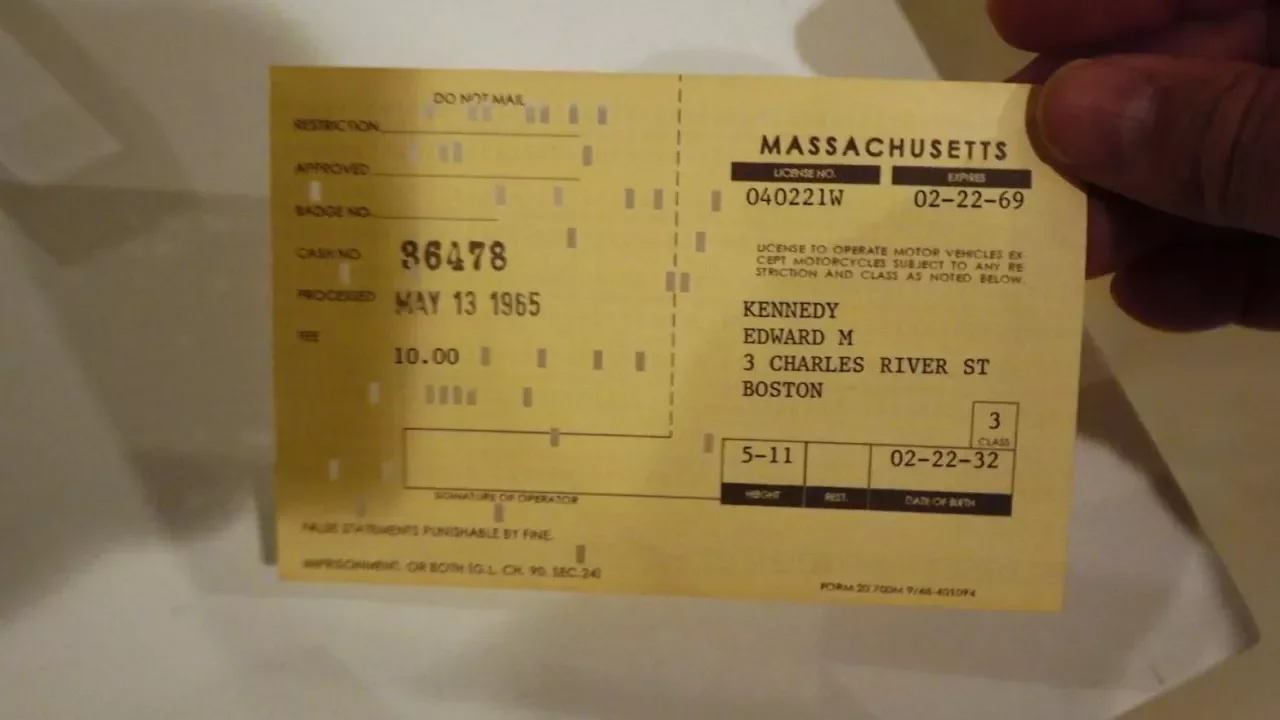 DO NOT MAIL
RESTRICTION
APPROVED
BADGE NO.
CASH NO. 86478
PROCESSED MAY 13 1965
FEE
10.00
SIGNATURE OF OPERATOR
FALSE STATEMENTS PUNISHABLE BY FINE,
IMPRISONMENT, OR BOTH (G.L. CH. 90, SEC.24)
MASSACHUSETTS
LICENSE NO. EXPIRES
040221W 02-22-69
LICENSE TO OPERATE MOTOR VEHICLES EX-
CEPT MOTORCYCLES SUBJECT TO ANY RE-
STRICTION AND CLASS AS NOTED BELOW.
KENNEDY
EDWARD M
3 CHARLES RIVER ST
BOSTON
3
CLASS
5-11 02-22-32
HEIGHT REST. DATE OF BIRTH
FORM 20 700M